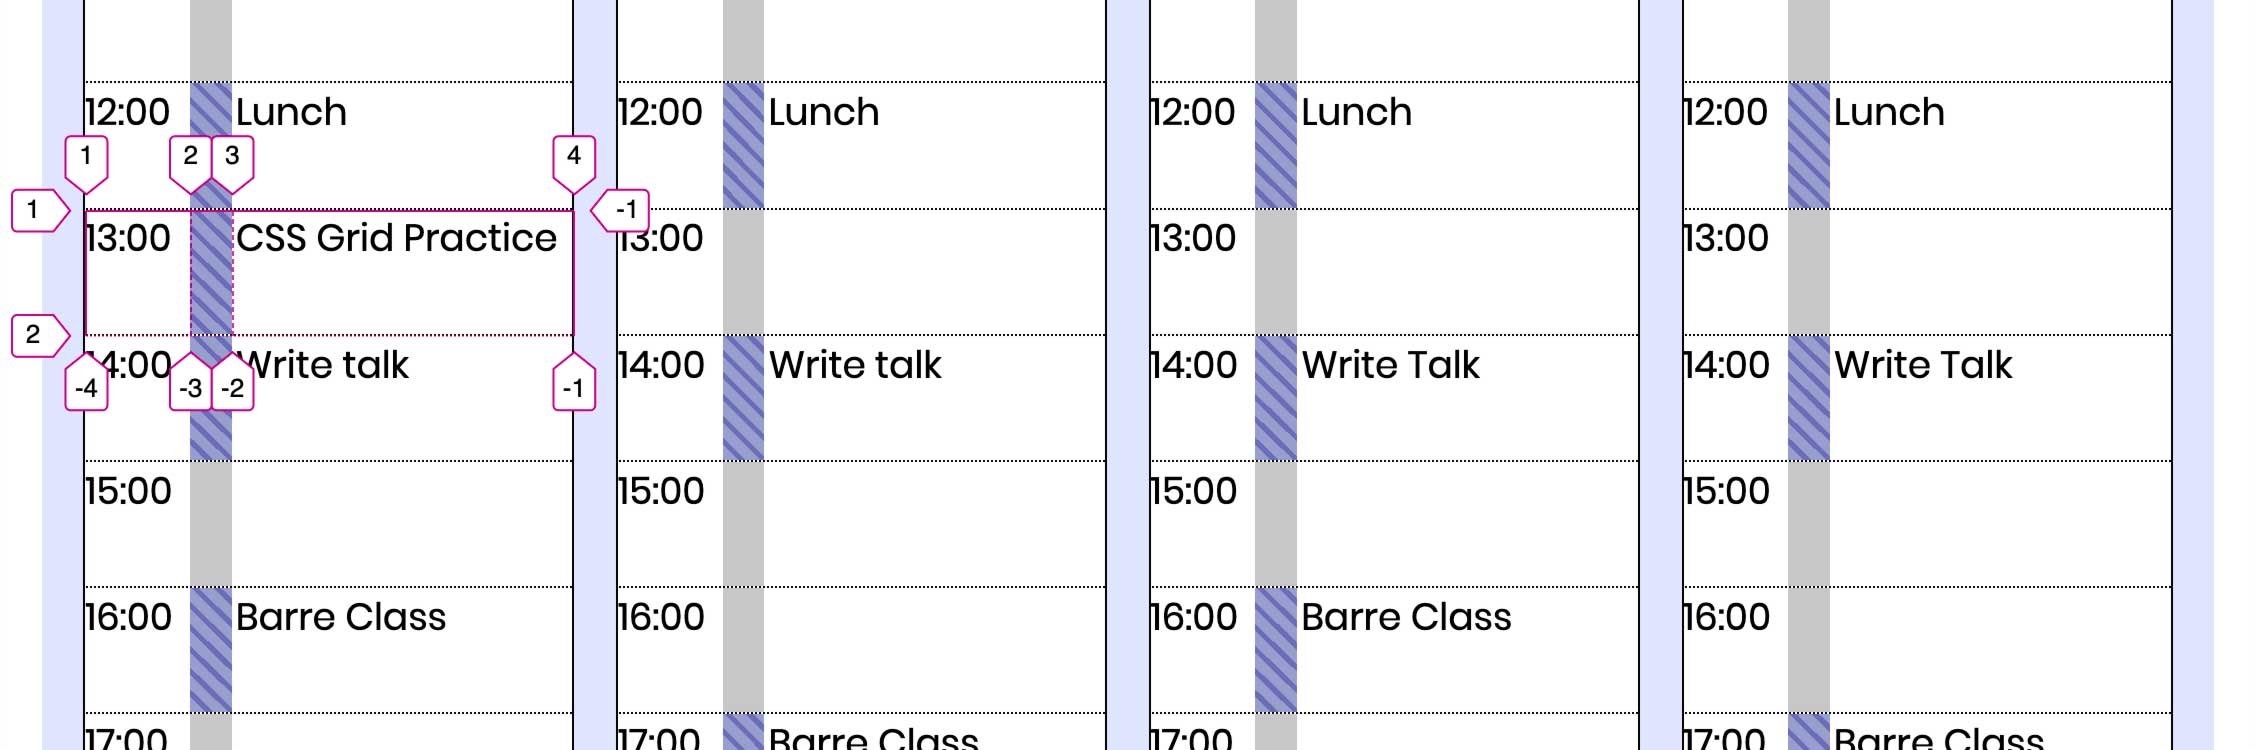 12:00 Lunch 12:00 Lunch 12:00 Lunch 12:00 Lunch
1 2 3 4
1 -1
13:00 CSS Grid Practice 13:00 13:00 13:00
2
14:00 Write talk 14:00 Write talk 14:00 Write Talk 14:00 Write Talk
-4 -3 -2 -1
15:00 15:00 15:00 15:00
16:00 Barre Class 16:00 16:00 Barre Class 16:00
17:00 17:00 Barre Class 17:00 17:00 Barre Class